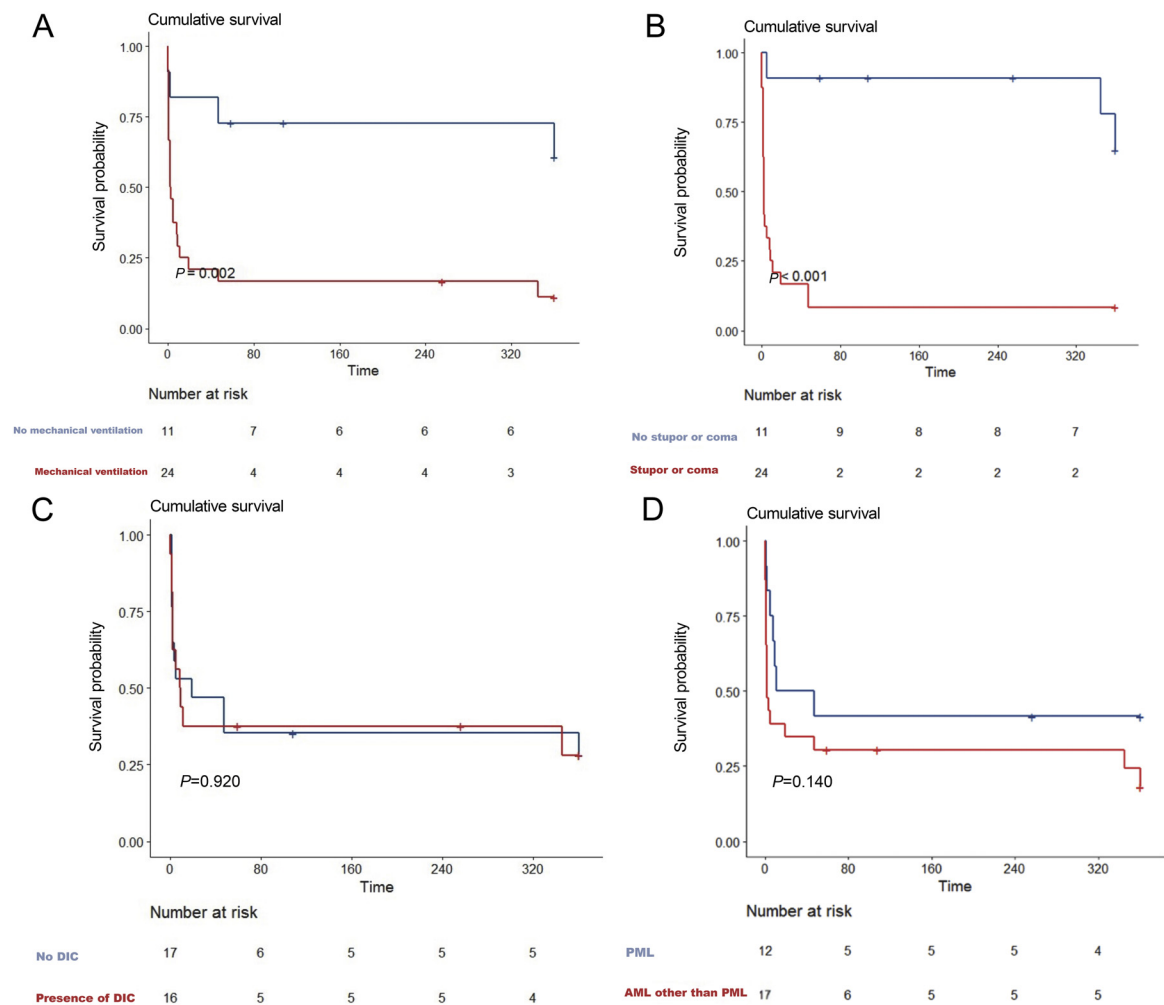 A
Cumulative survival
1.00
0.75
0.50
0.25
0.00
Survival probability
P = 0.002
0 80 160 240 320
Time
Number at risk
No mechanical ventilation 11 7 6 6 6
Mechanical ventilation 24 4 4 4 3
B
Cumulative survival
1.00
0.75
0.50
0.25
0.00
Survival probability
P < 0.001
0 80 160 240 320
Time
Number at risk
No stupor or coma 11 9 8 8 7
Stupor or coma 24 2 2 2 2
C
Cumulative survival
1.00
0.75
0.50
0.25
0.00
Survival probability
P=0.920
0 80 160 240 320
Time
Number at risk
No DIC 17 6 5 5 5
Presence of DIC 16 5 5 5 4
D
Cumulative survival
1.00
0.75
0.50
0.25
0.00
Survival probability
P=0.140
0 80 160 240 320
Time
Number at risk
PML 12 5 5 5 4
AML other than PML 17 6 5 5 5